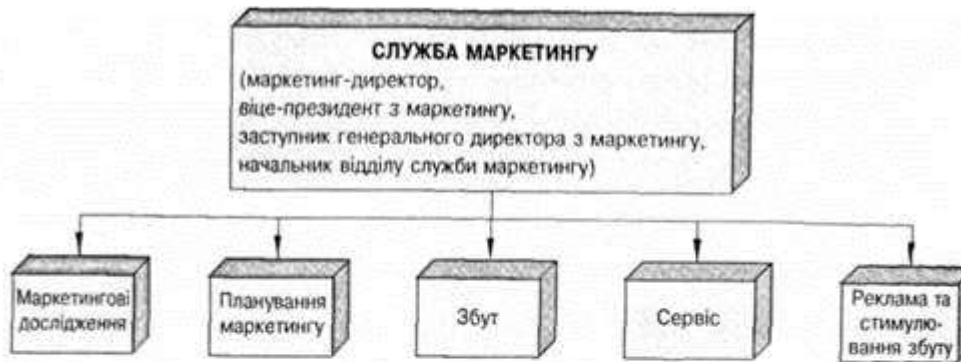 СЛУЖБА МАРКЕТИНГУ
(маркетинг-директор,
віце-президент з маркетингу,
заступник генерального директора з маркетингу,
начальник відділу служби маркетингу)
Маркетингові
дослідження
Планування
маркетингу
Збут
Сервіс
Реклама та
стимулю-
вання збуту